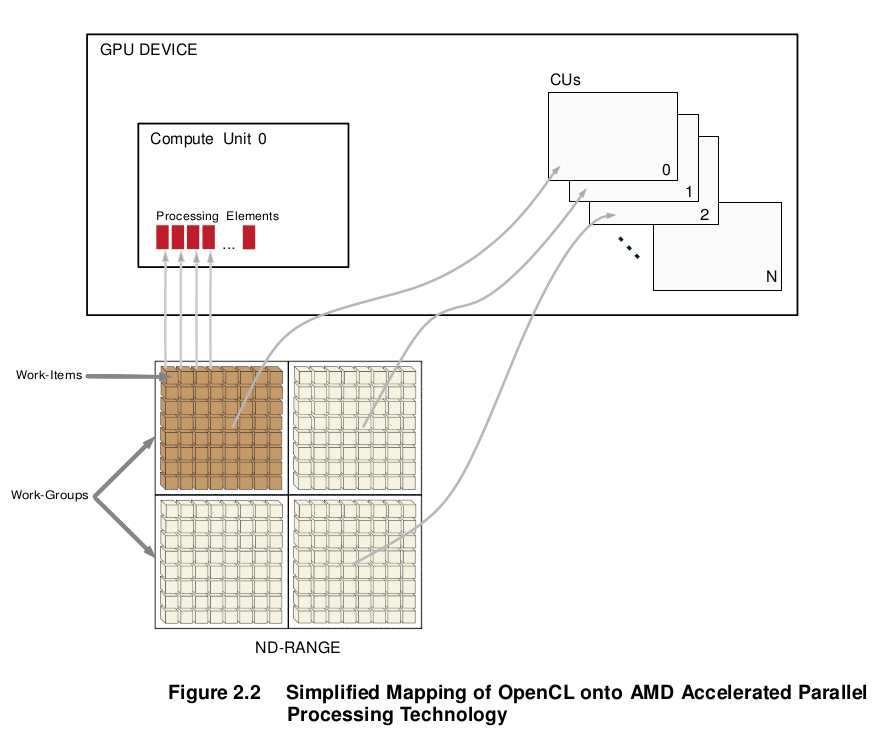 GPU DEVICE
CUs
Compute Unit 0
0
1
2
N
Processing Elements
...
Work-Items
Work-Groups
ND-RANGE
Figure 2.2 Simplified Mapping of OpenCL onto AMD Accelerated Parallel
Processing Technology